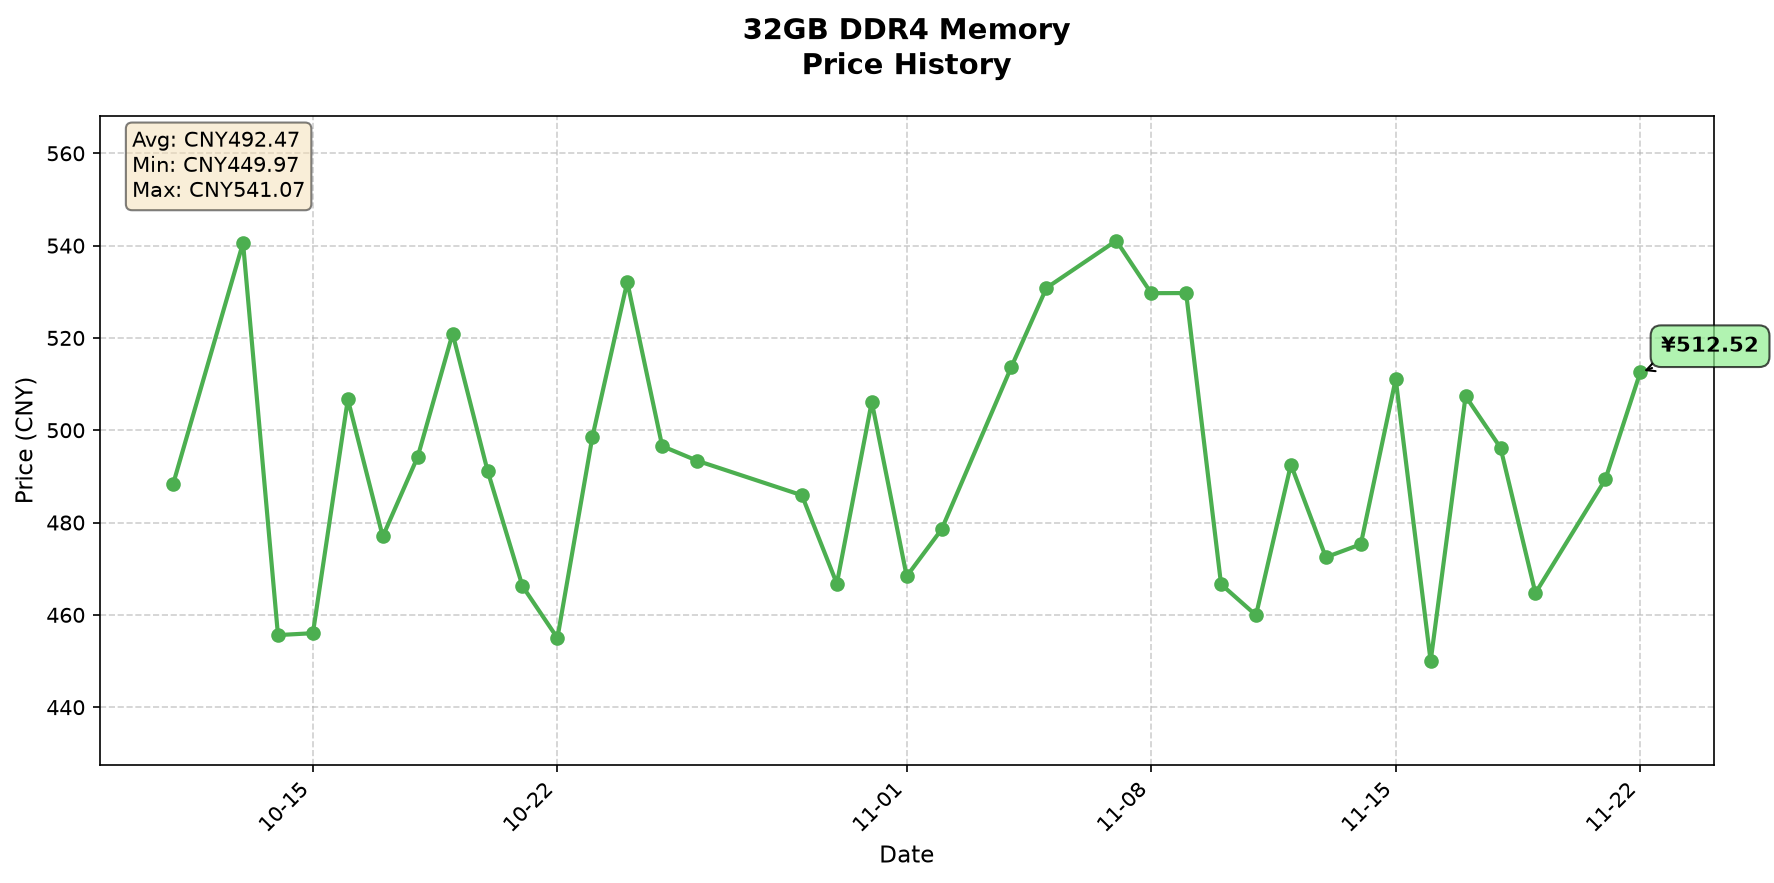 32GB DDR4 Memory
Price History
Avg: CNY492.47
Min: CNY449.97
Max: CNY541.07
560
540
520
500
480
460
440
Price (CNY)
¥512.52
10-15
10-22
11-01
11-08
11-15
11-22
Date